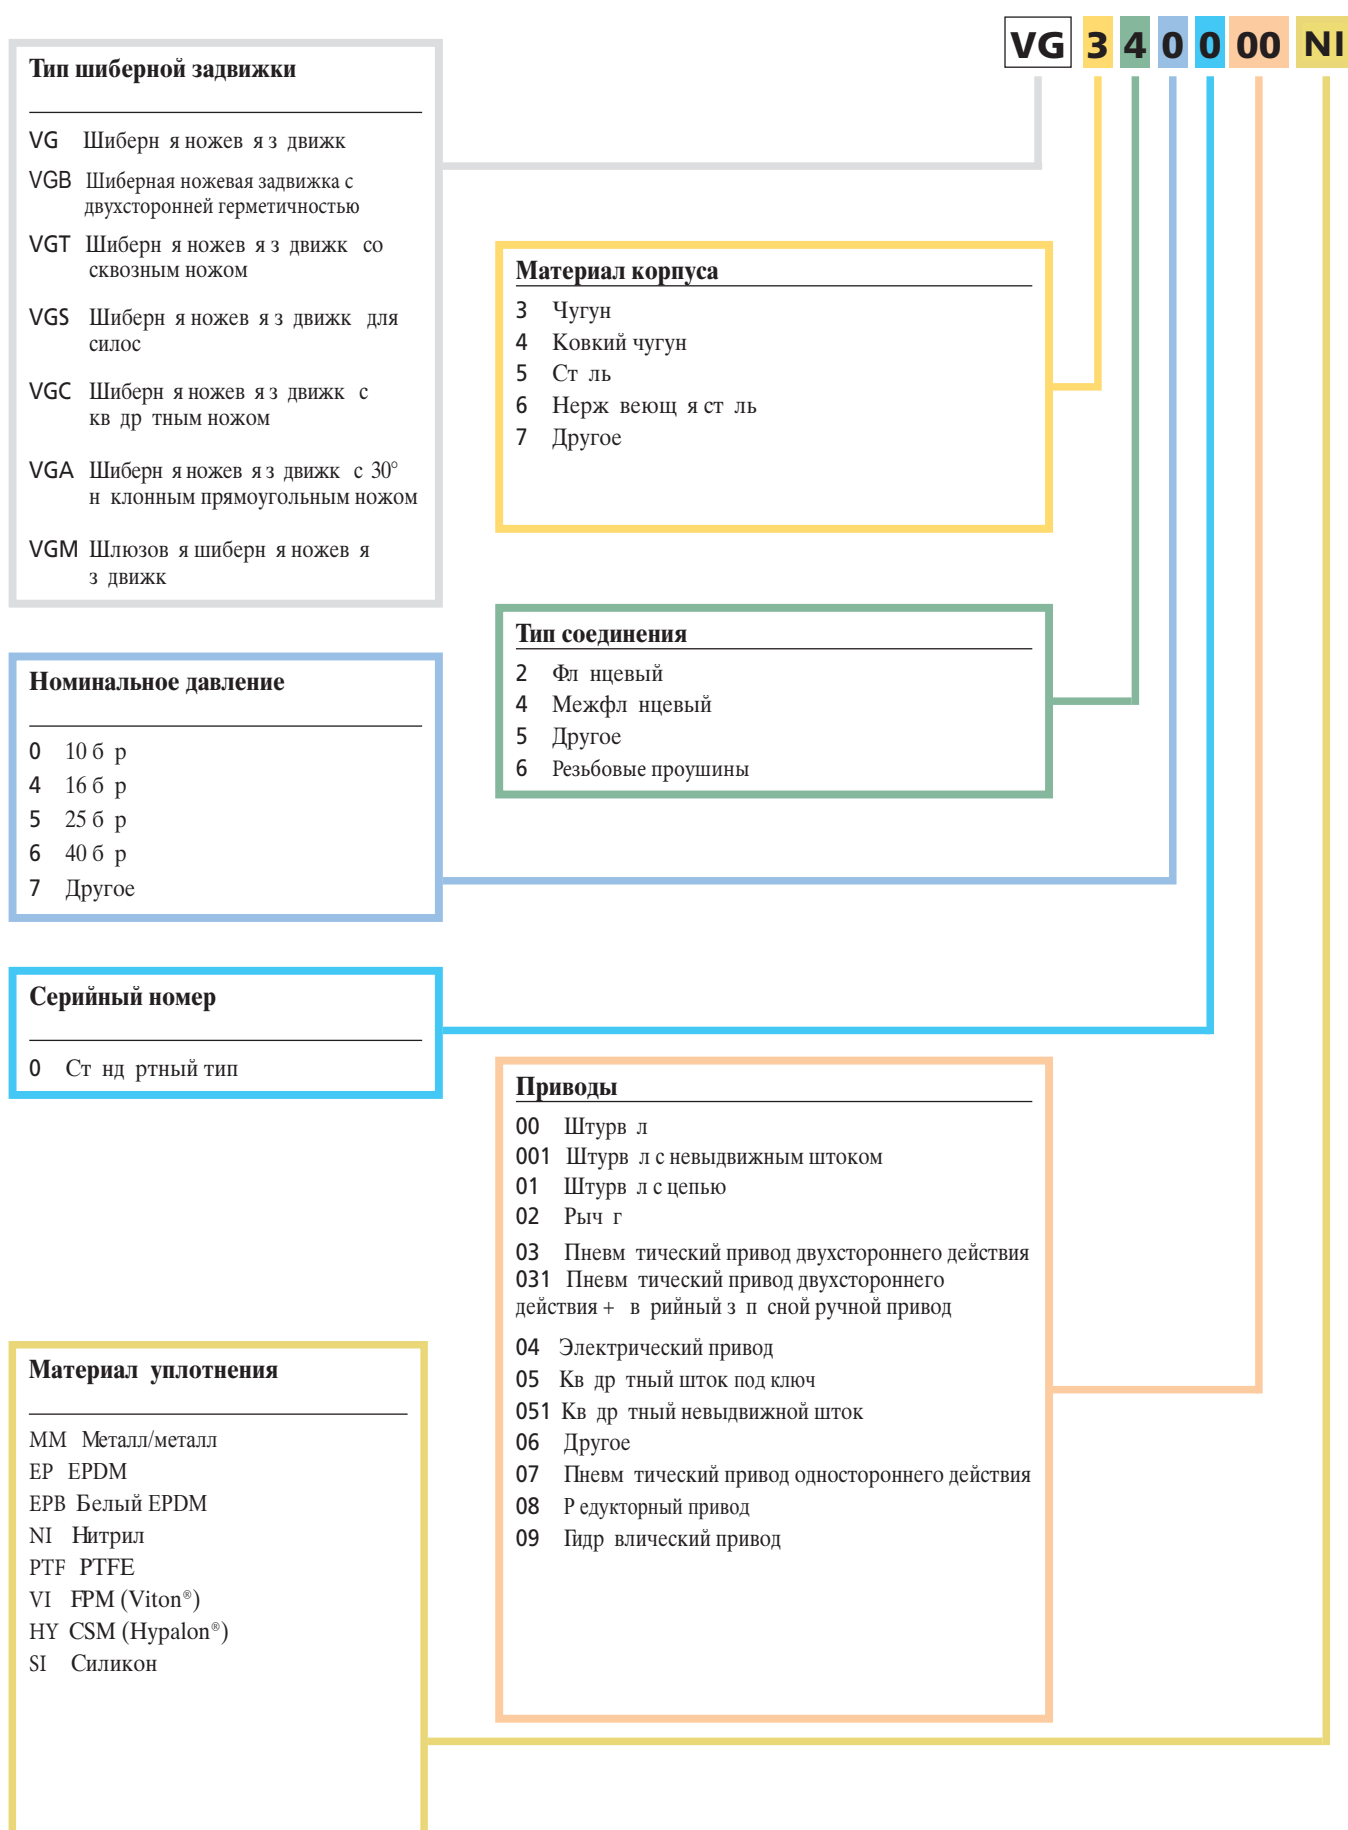 VG 3 4 0 0 00 NI
Тип шиберной задвижки
VG Шиберн я ножев я з движк
VGB Шиберная ножевая задвижка с
двухсторонней герметичностью
VGT Шиберн я ножев я з движк со
сквозным ножом
VGS Шиберн я ножев я з движк для
силос
VGC Шиберн я ножев я з движк с
кв др тным ножом
VGA Шиберн я ножев я з движк с 30°
н клонным прямоугольным ножом
VGM Шлюзов я шиберн я ножев я
з движк
Материал корпуса
3 Чугун
4 Ковкий чугун
5 Ст ль
6 Нерж веющ я ст ль
7 Другое
Тип соединения
2 Фл нцевый
4 Межфл нцевый
5 Другое
6 Резьбовые проушины
Номинальное давление
0 10 б р
4 16 б р
5 25 б р
6 40 б р
7 Другое
Серийный номер
0 Ст нд ртный тип
Приводы
00 Штурв л
001 Штурв л с невыдвижным штоком
01 Штурв л с цепью
02 Рыч г
03 Пневм тический привод двухстороннего действия
031 Пневм тический привод двухстороннего
действия + в рийный з п сной ручной привод
04 Электрический привод
05 Кв др тный шток под ключ
051 Кв др тный невыдвижной шток
06 Другое
07 Пневм тический привод одностороннего действия
08 Р едукторный привод
09 Гидр влический привод
Материал уплотнения
MM Металл/металл
EP EPDM
EPB Белый EPDM
NI Нитрил
PTF PTFE
VI FPM (Viton®)
HY CSM (Hypalon®)
SI Силикон